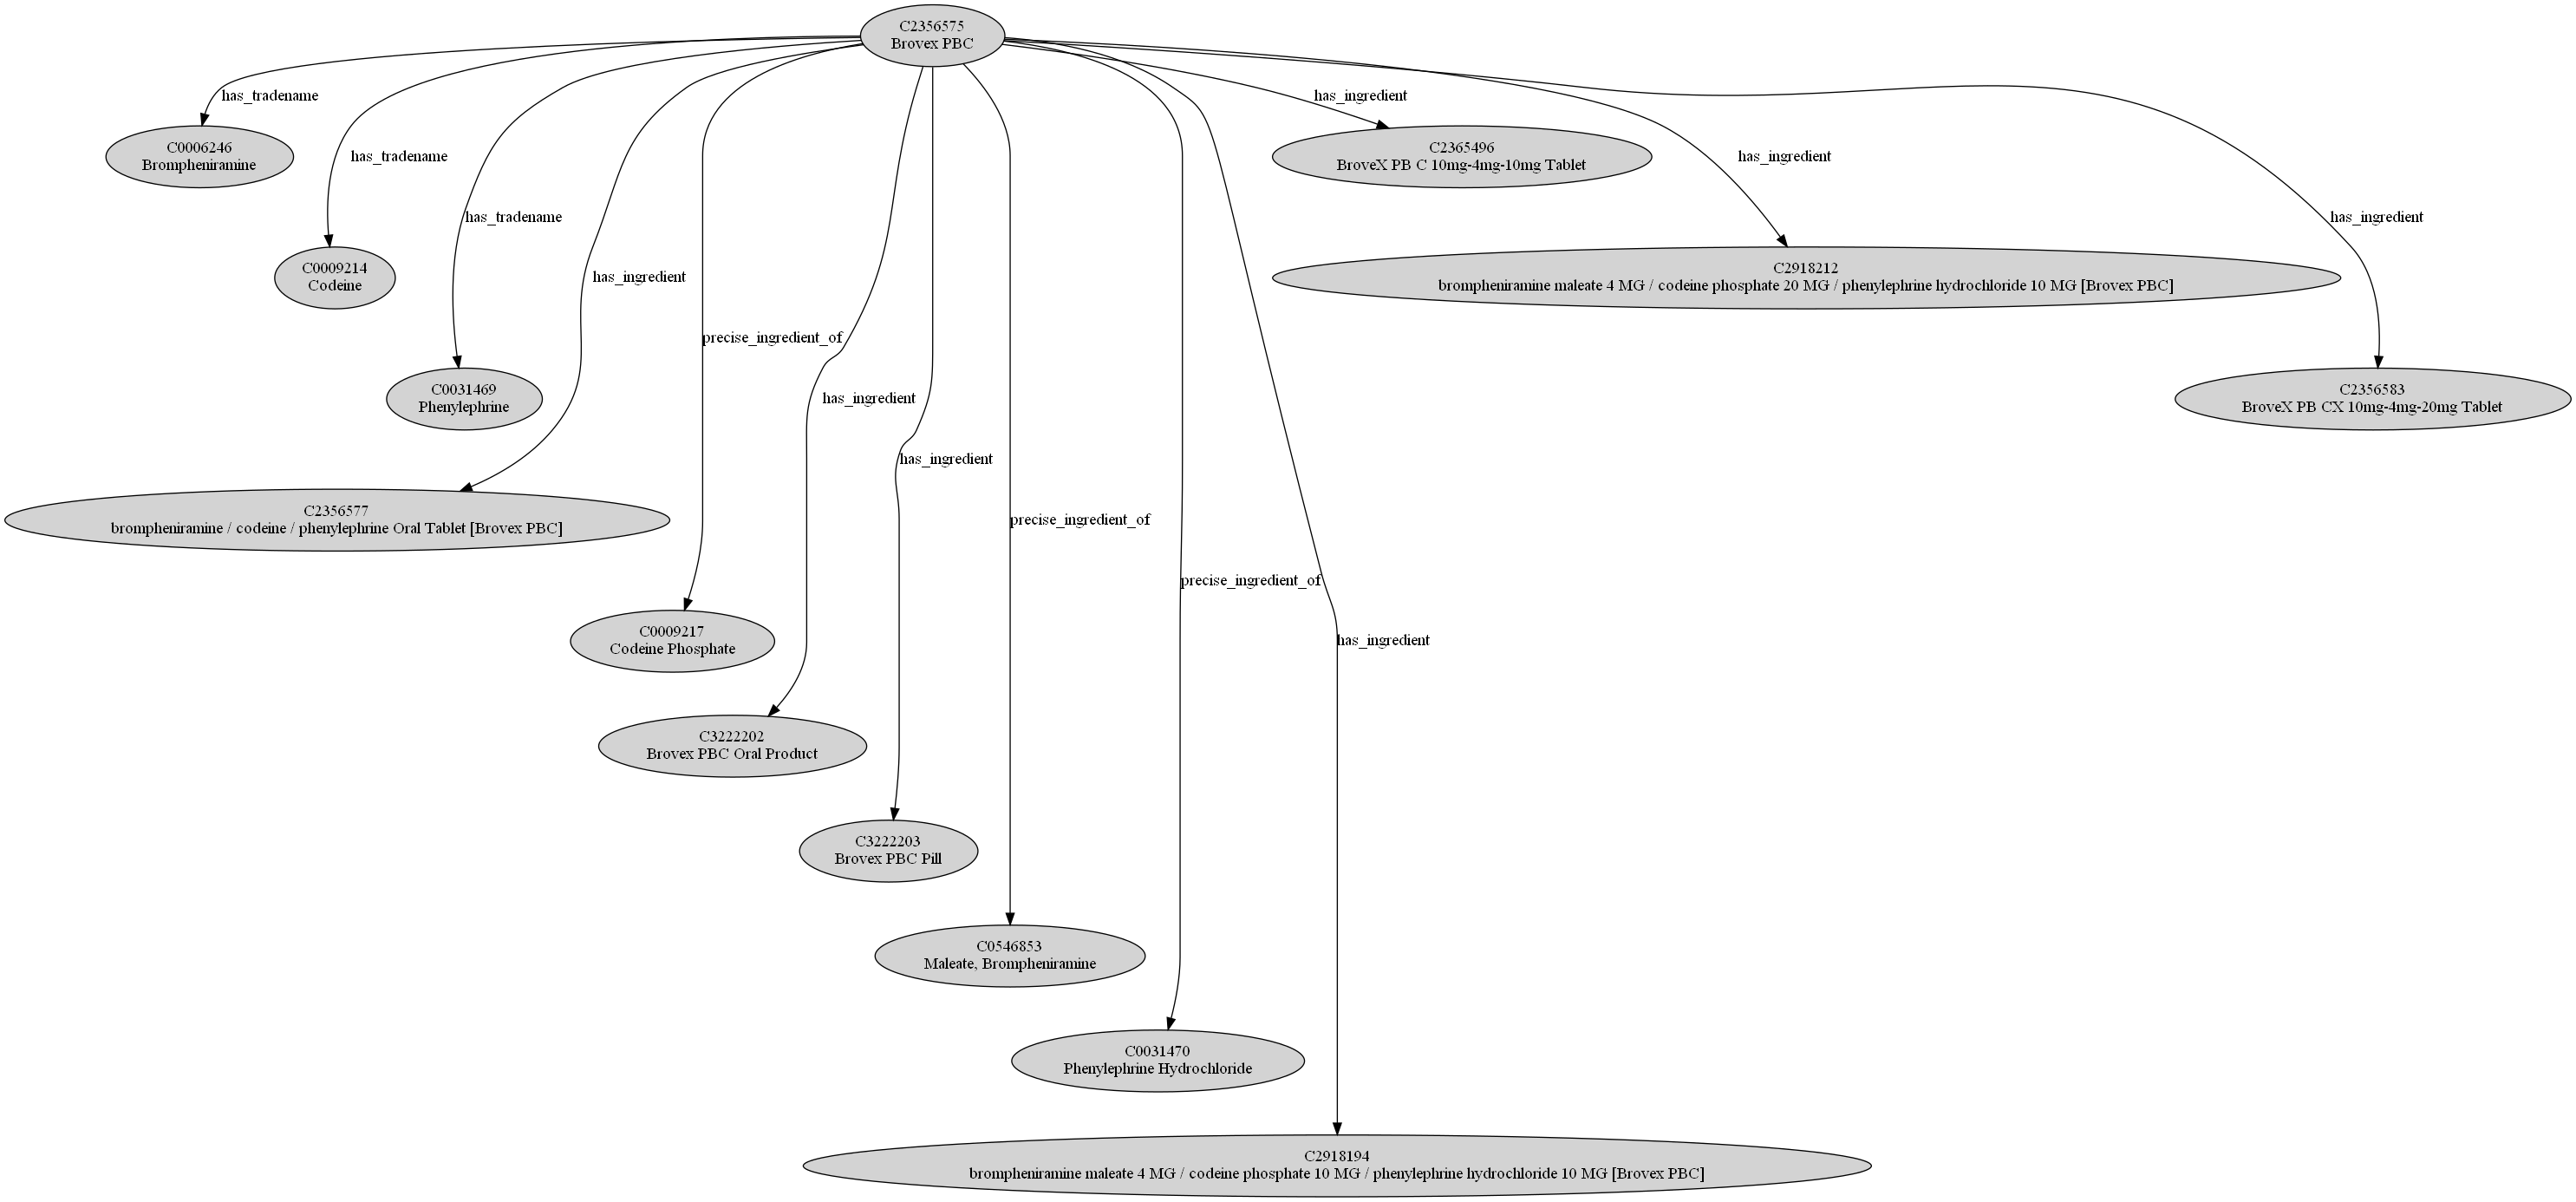 C2356575
Brovex PBC
has_tradename
has_ingredient
C0006246
Brompheniramine
has_tradename
C2365496
BroveX PB C 10mg-4mg-10mg Tablet
has_ingredient
has_tradename
has_ingredient
C0009214
Codeine
has_ingredient
C2918212
brompheniramine maleate 4 MG / codeine phosphate 20 MG / phenylephrine hydrochloride 10 MG [Brovex PBC]
precise_ingredient_of
C0031469
Phenylephrine
has_ingredient
C2356583
BroveX PB CX 10mg-4mg-20mg Tablet
has_ingredient
C2356577
brompheniramine / codeine / phenylephrine Oral Tablet [Brovex PBC]
precise_ingredient_of
precise_ingredient_of
C0009217
Codeine Phosphate
has_ingredient
C3222202
Brovex PBC Oral Product
C3222203
Brovex PBC Pill
C0546853
Maleate, Brompheniramine
C0031470
Phenylephrine Hydrochloride
C2918194
brompheniramine maleate 4 MG / codeine phosphate 10 MG / phenylephrine hydrochloride 10 MG [Brovex PBC]